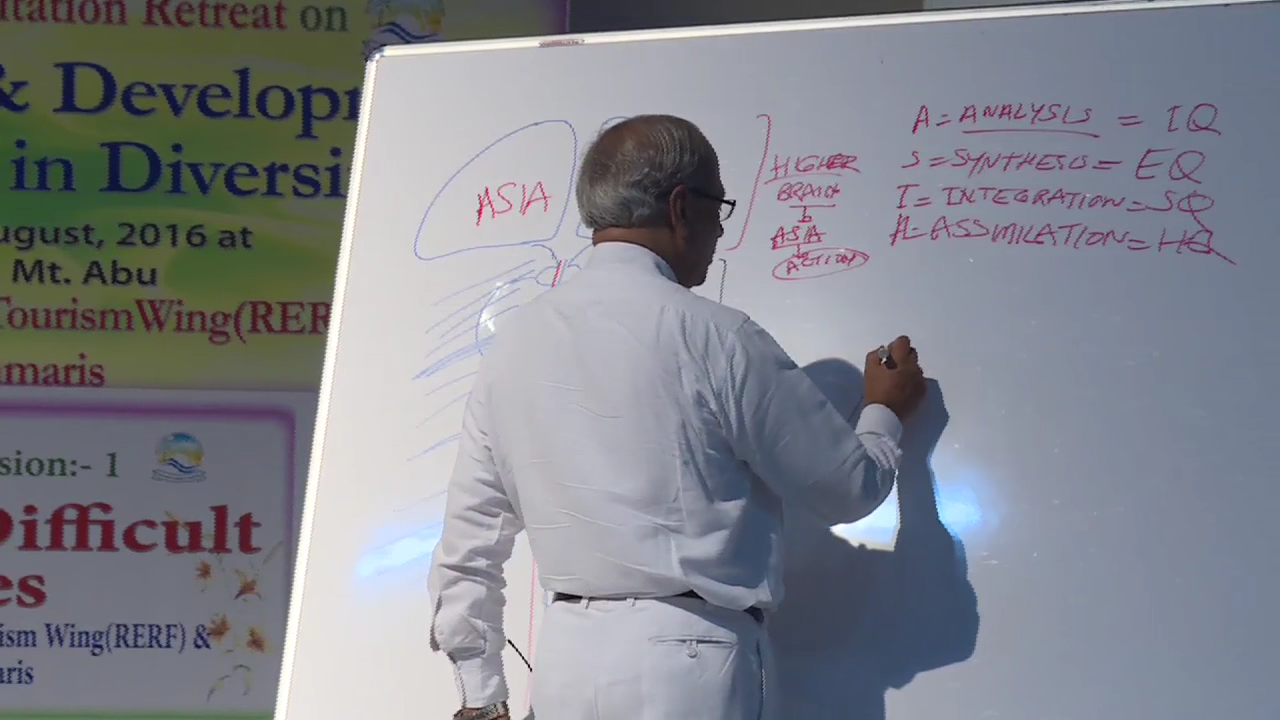 tation Retreat on
& Developm
in Diversi
ugust, 2016 at
Mt. Abu
TourismWing(RERF
maris
sion:- 1
Difficult
es
ism Wing(RERF) &
aris
ASIA
HIGHER
BRAIN
ASIA
ACTION
A = ANALYSIS = IQ
S = SYNTHESIS = EQ
I = INTEGRATION = SQ
A = ASSIMILATION = HQ